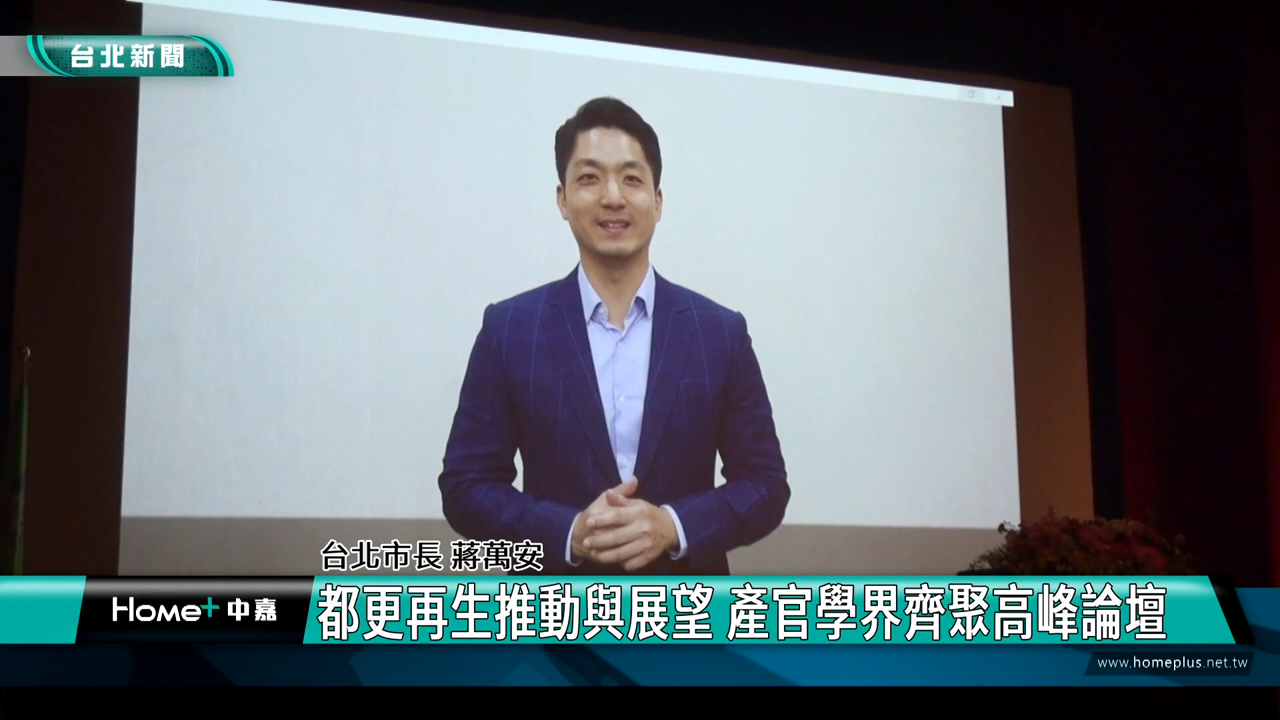 台北新聞
台北市長 蔣萬安
Home+ 中嘉
都更再生推動與展望 產官學界齊聚高峰論壇
www.homeplus.net.tw